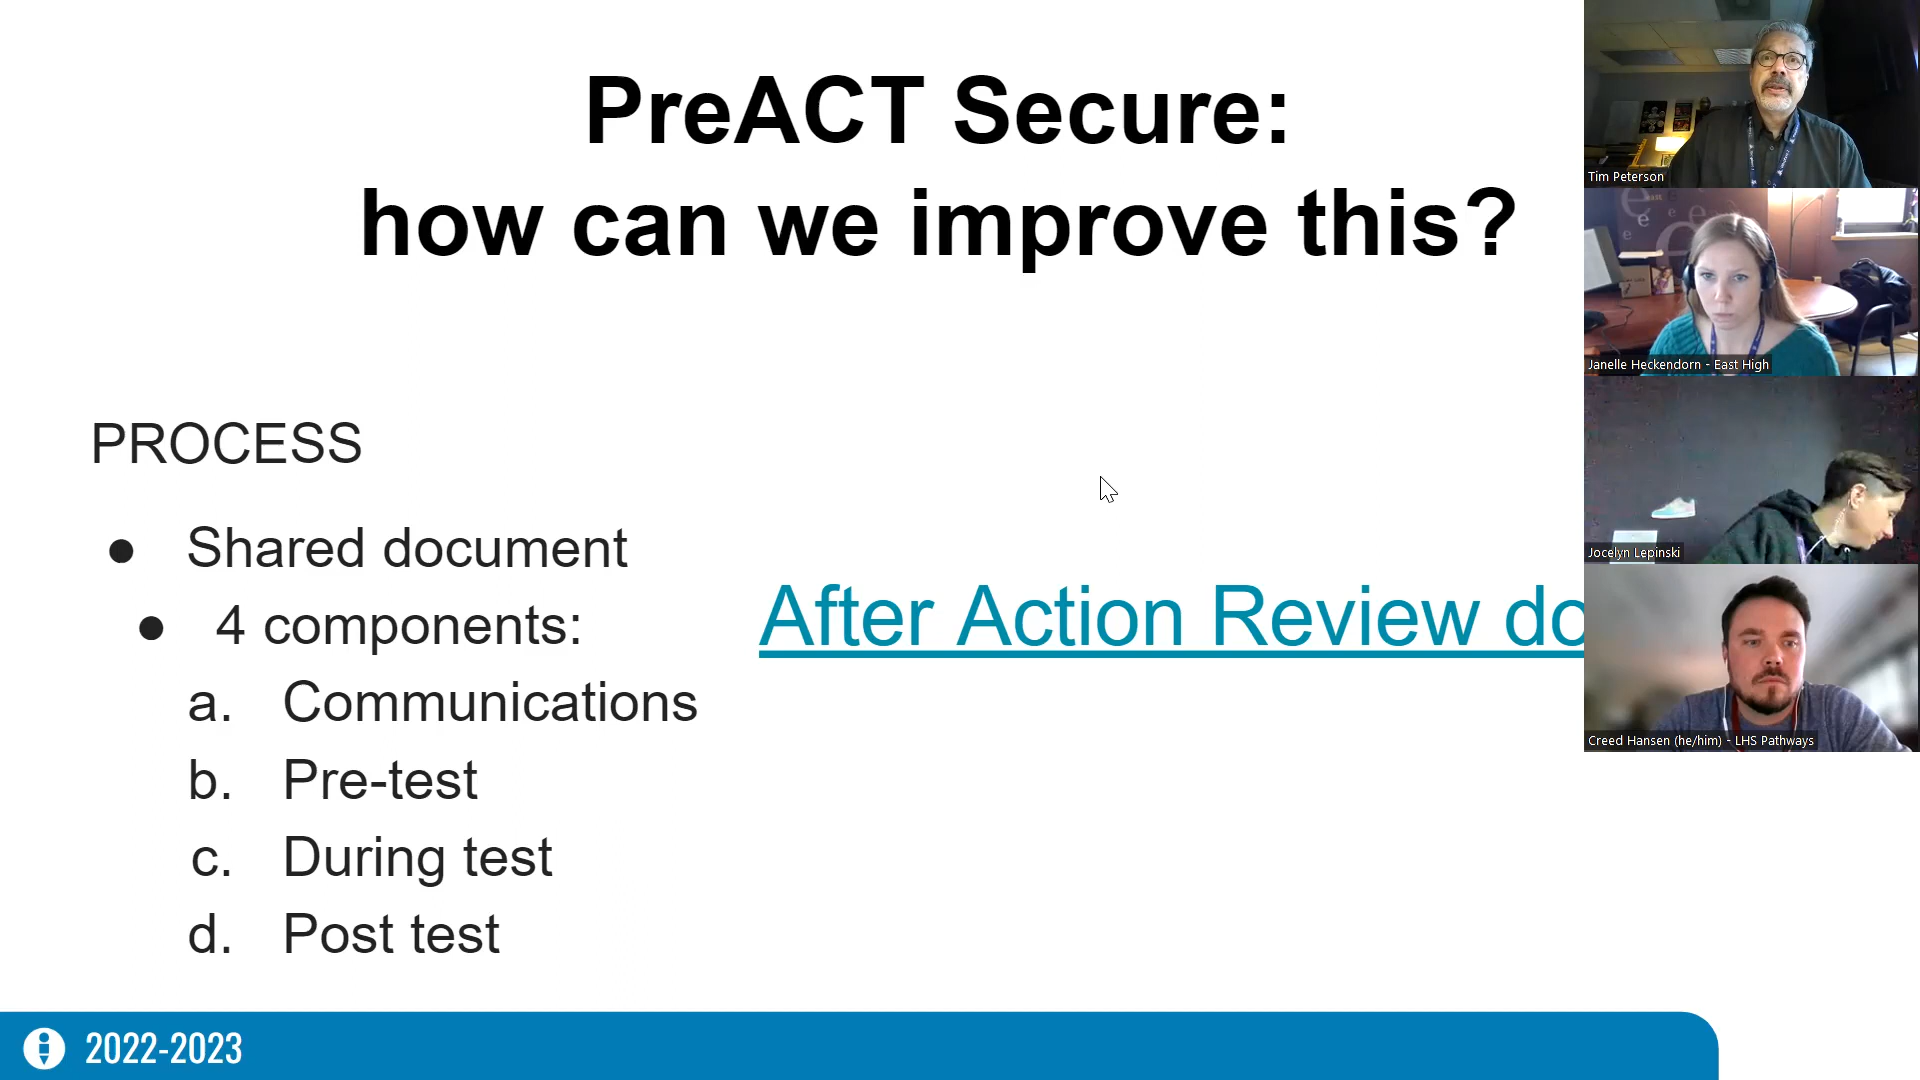 PreACT Secure:
how can we improve this?
PROCESS
● Shared document
● 4 components:
a. Communications
b. Pre-test
c. During test
d. Post test
After Action Review do
2022-2023
Tim Peterson
east
Janelle Heckendorn - East High
Jocelyn Lepinski
Creed Hansen (he/him) - LHS Pathways